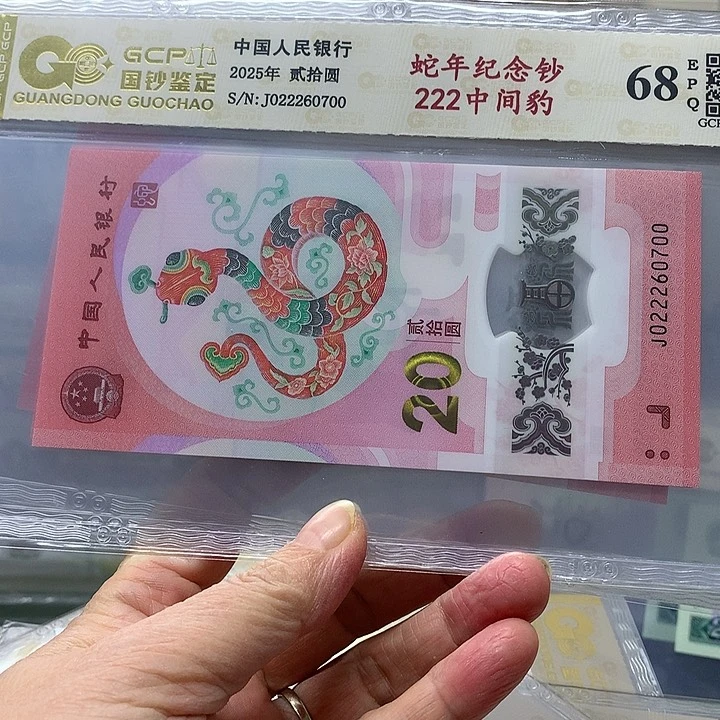 GCP
国钞鉴定
GUANGDONG GUOCHAO
中国人民银行
2025年 贰拾圆
S/N:J022260700
蛇年纪念钞
222中间豹
68
EPQ
GCP
中国人民银行
贰拾圆
20
J022260700